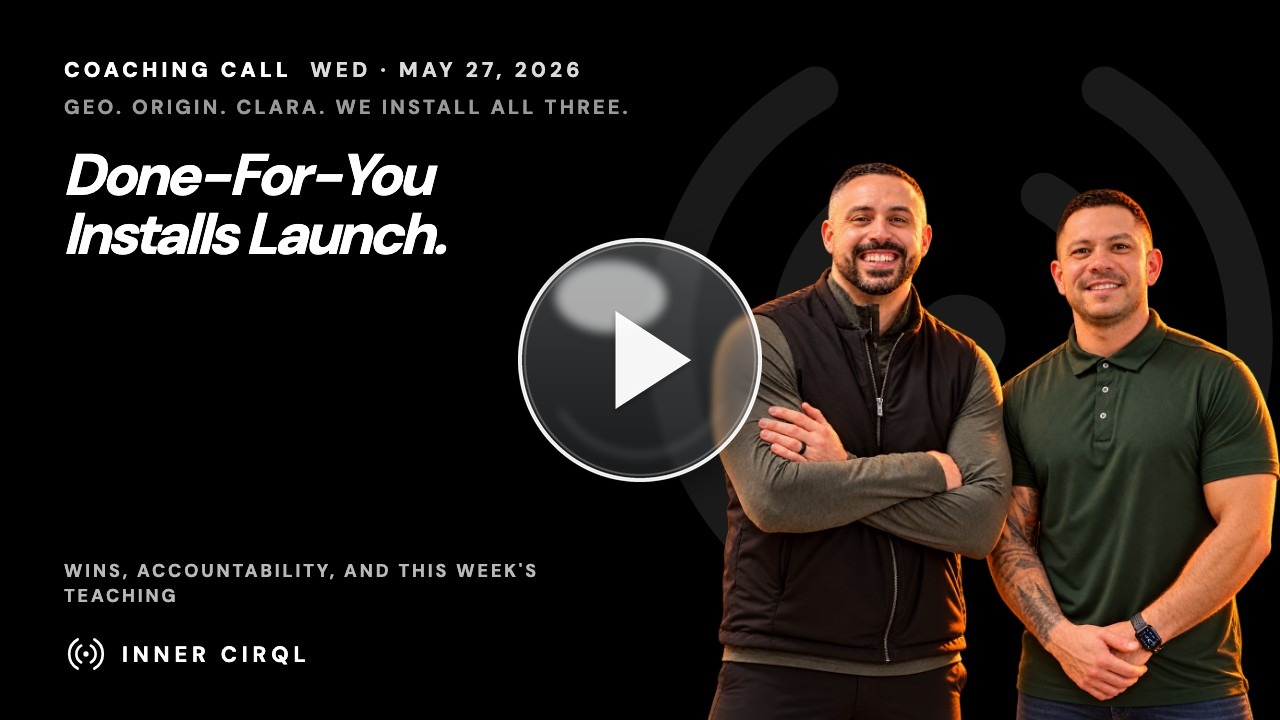 COACHING CALL WED · MAY 27, 2026
GEO. ORIGIN. CLARA. WE INSTALL ALL THREE.
Done-For-You
Installs Launch.
WINS, ACCOUNTABILITY, AND THIS WEEK'S
TEACHING
INNER CIRQL